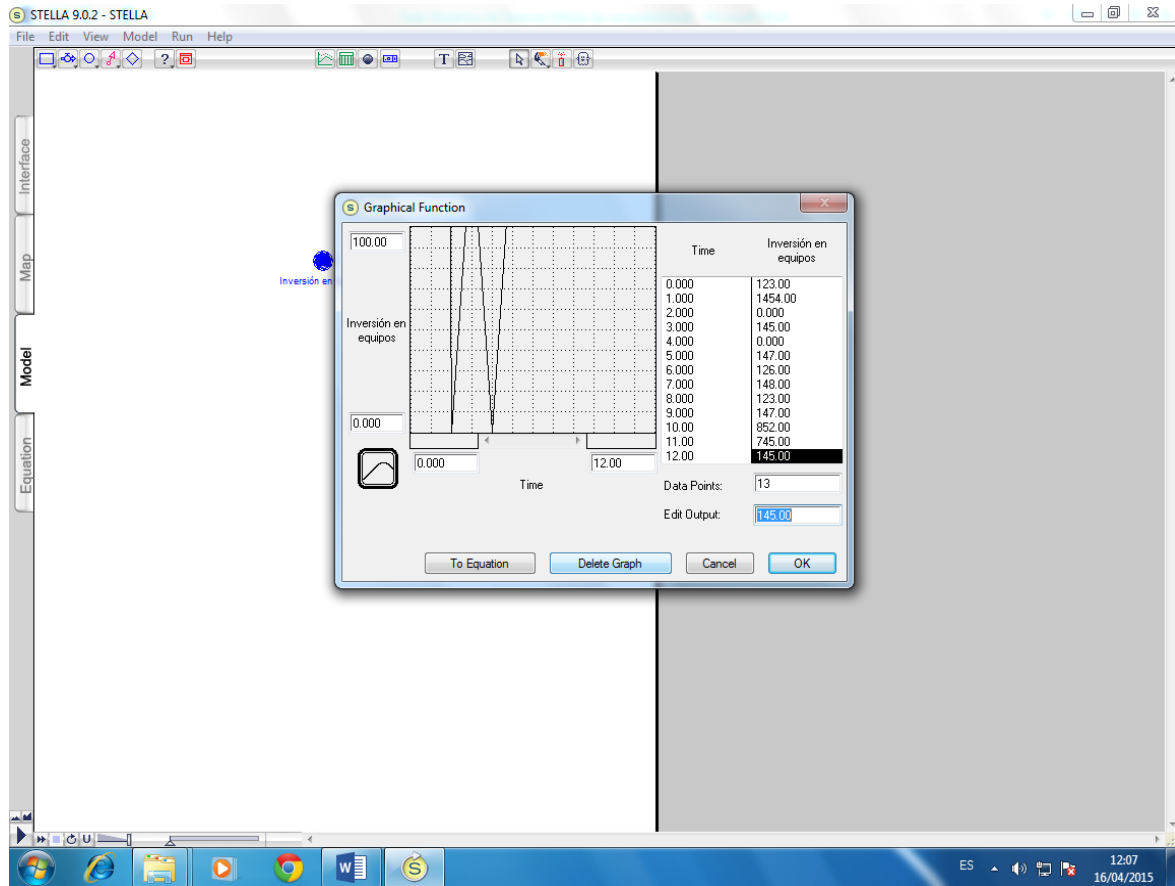 STELLA 9.0.2 - STELLA
File Edit View Model Run Help
T
?
Interface
Map
Model
Equation
Inversión en
Graphical Function
100.00
Inversión en
equipos
0.000
0.000
12.00
Time
Time
Inversión en
equipos
0.000 123.00
1.000 1454.00
2.000 0.000
3.000 145.00
4.000 0.000
5.000 147.00
6.000 126.00
7.000 148.00
8.000 123.00
9.000 147.00
10.00 852.00
11.00 745.00
12.00 145.00
Data Points: 13
Edit Output: 145.00
To Equation
Delete Graph
Cancel
OK
U
ES
12:07
16/04/2015